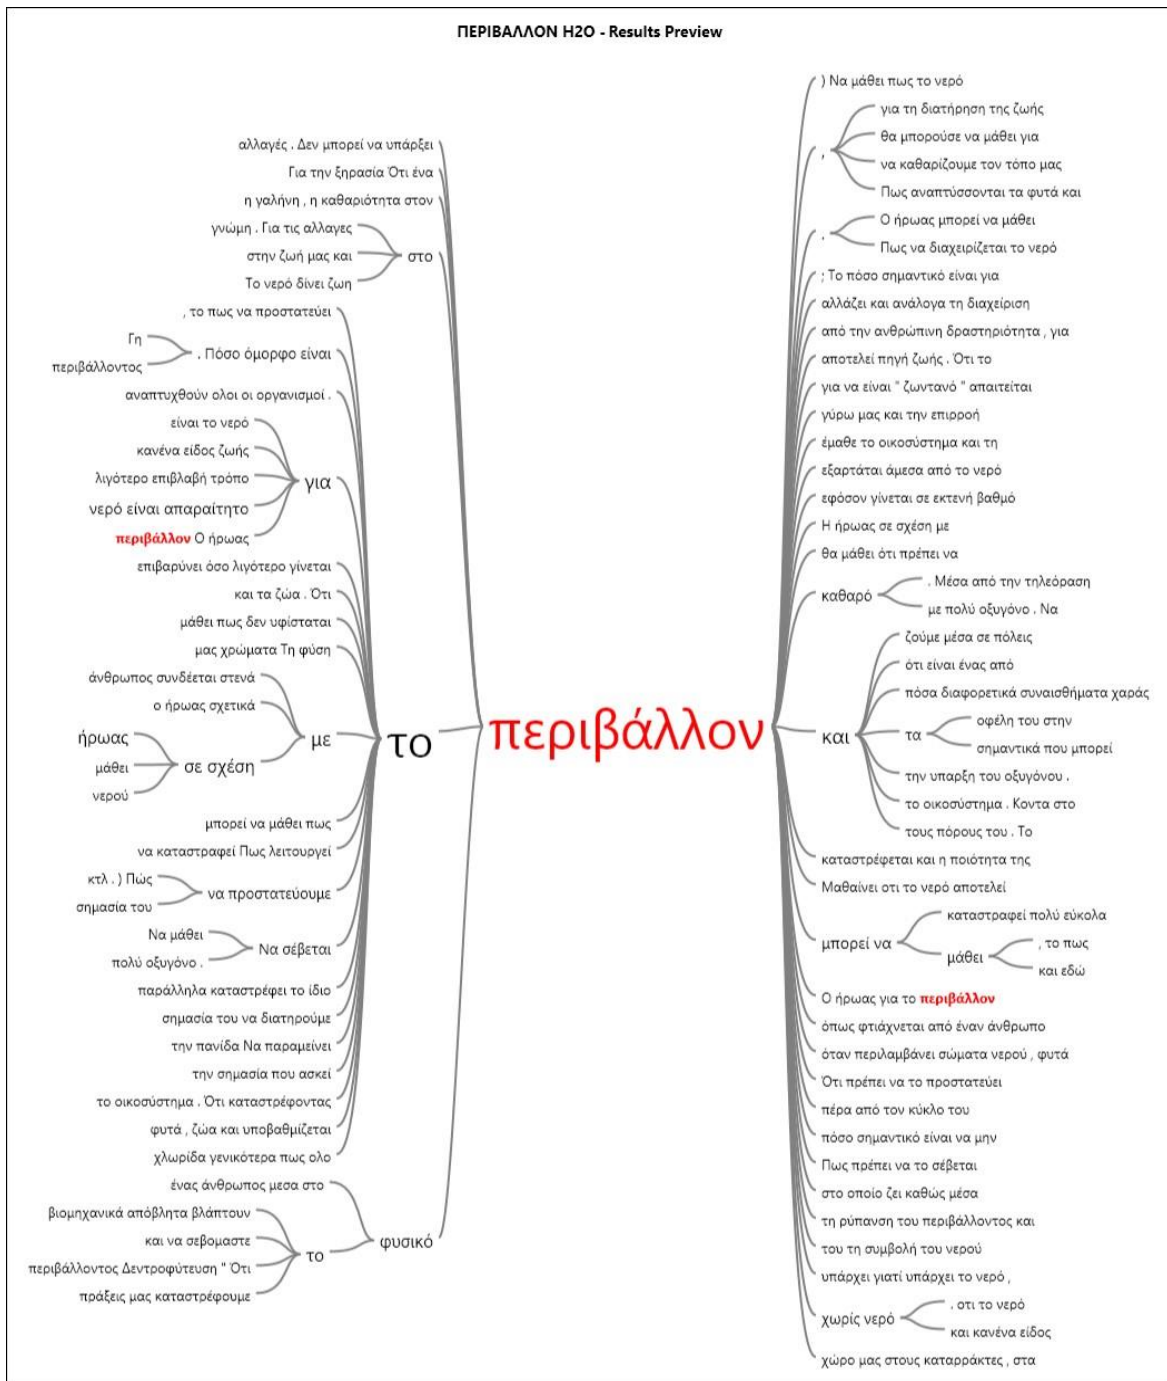 ΠΕΡΙΒΑΛΛΟΝ H2O - Results Preview
αλλαγές . Δεν μπορεί να υπάρξει
Για την ξηρασία Ότι ένα
η γαλήνη , η καθαριότητα στον
γνώμη . Για τις αλλαγες
στην ζωή μας και
Το νερό δίνει ζωη
στο
, το πως να προστατεύει
Γη
περιβάλλοντος
. Πόσο όμορφο είναι
αναπτυχθούν ολοι οι οργανισμοί .
είναι το νερό
κανένα είδος ζωής
λιγότερο επιβλαβή τρόπο
νερό είναι απαραίτητο
περιβάλλον Ο ήρωας
για
επιβαρύνει όσο λιγότερο γίνεται
και τα ζώα . Ότι
μάθει πως δεν υφίσταται
μας χρώματα Τη φύση
άνθρωπος συνδέεται στενά
ο ήρωας σχετικά
ήρωας
μάθει
νερού
σε σχέση
με
μπορεί να μάθει πως
να καταστραφεί Πως λειτουργεί
κτλ . ) Πώς
σημασία του
να προστατεύουμε
Να μάθει
πολύ οξυγόνο .
Να σέβεται
παράλληλα καταστρέφει το ίδιο
σημασία του να διατηρούμε
την πανίδα Να παραμείνει
την σημασία που ασκεί
το οικοσύστημα . Ότι καταστρέφοντας
φυτά , ζώα και υποβαθμίζεται
χλωρίδα γενικότερα πως ολο
το
ένας άνθρωπος μεσα στο
βιομηχανικά απόβλητα βλάπτουν
και να σεβομαστε
περιβάλλοντος Δεντροφύτευση " Ότι
πράξεις μας καταστρέφουμε
το
φυσικό
περιβάλλον
) Να μάθει πως το νερό
,
για τη διατήρηση της ζωής
θα μπορούσε να μάθει για
να καθαρίζουμε τον τόπο μας
Πως αναπτύσσονται τα φυτά και
.
Ο ήρωας μπορεί να μάθει
Πως να διαχειρίζεται το νερό
; Το πόσο σημαντικό είναι για
αλλάζει και ανάλογα τη διαχείριση
από την ανθρώπινη δραστηριότητα , για
αποτελεί πηγή ζωής . Ότι το
για να είναι " ζωντανό " απαιτείται
γύρω μας και την επιρροή
έμαθε το οικοσύστημα και τη
εξαρτάται άμεσα από το νερό
εφόσον γίνεται σε εκτενή βαθμό
Η ήρωας σε σχέση με
θα μάθει ότι πρέπει να
καθαρό
. Μέσα από την τηλεόραση
με πολύ οξυγόνο . Να
και
ζούμε μέσα σε πόλεις
ότι είναι ένας από
πόσα διαφορετικά συναισθήματα χαράς
τα
οφέλη του στην
σημαντικά που μπορεί
την υπαρξη του οξυγόνου .
το οικοσύστημα . Κοντα στο
τους πόρους του . Το
καταστρέφεται και η ποιότητα της
Μαθαίνει οτι το νερό αποτελεί
μπορεί να
καταστραφεί πολύ εύκολα
μάθει
, το πως
και εδώ
Ο ήρωας για το περιβάλλον
όπως φτιάχνεται από έναν άνθρωπο
όταν περιλαμβάνει σώματα νερού , φυτά
Ότι πρέπει να το προστατεύει
πέρα από τον κύκλο του
πόσο σημαντικό είναι να μην
Πως πρέπει να το σέβεται
στο οποίο ζει καθώς μέσα
τη ρύπανση του περιβάλλοντος και
του τη συμβολή του νερού
υπάρχει γιατί υπάρχει το νερό ,
χωρίς νερό
. οτι το νερό
και κανένα είδος
χώρο μας στους καταρράκτες , στα